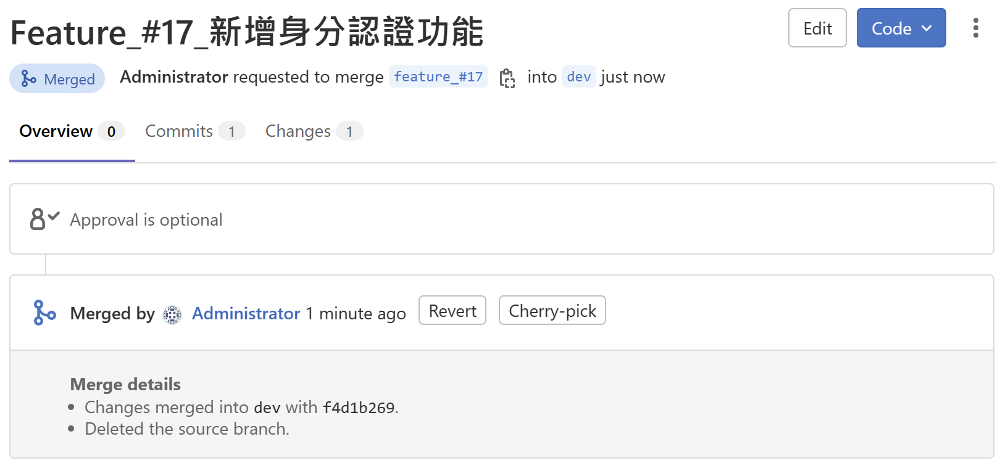 Feature_#17_新增身分認證功能
Edit
Code
Merged
Administrator requested to merge feature_#17 into dev just now
Overview 0
Commits 1
Changes 1
Approval is optional
Merged by Administrator 1 minute ago
Revert
Cherry-pick
Merge details
Changes merged into dev with f4d1b269.
Deleted the source branch.